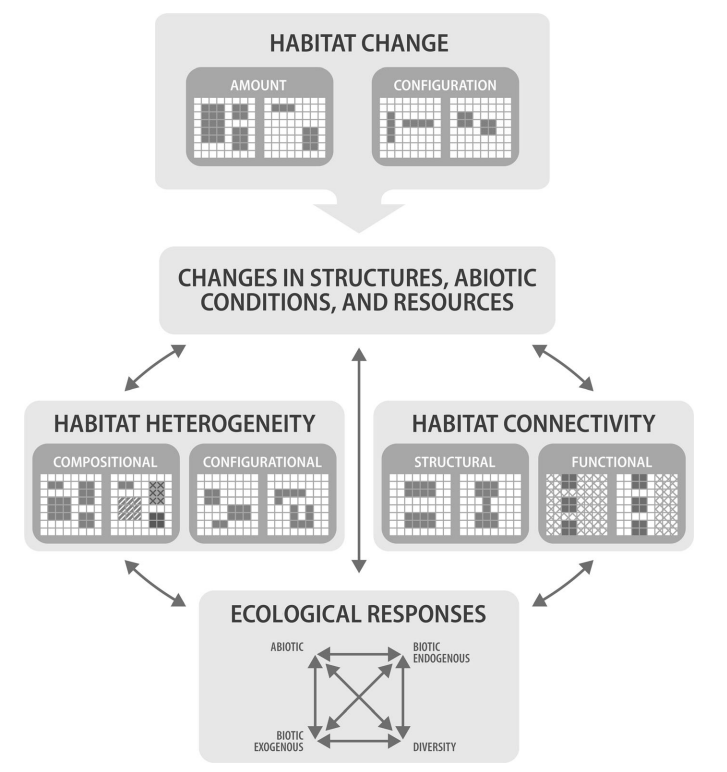 HABITAT CHANGE
AMOUNT
CONFIGURATION
CHANGES IN STRUCTURES, ABIOTIC
CONDITIONS, AND RESOURCES
HABITAT HETEROGENEITY
COMPOSITIONAL
CONFIGURATIONAL
HABITAT CONNECTIVITY
STRUCTURAL
FUNCTIONAL
ECOLOGICAL RESPONSES
ABIOTIC
BIOTIC
ENDOGENOUS
BIOTIC
EXOGENOUS
DIVERSITY